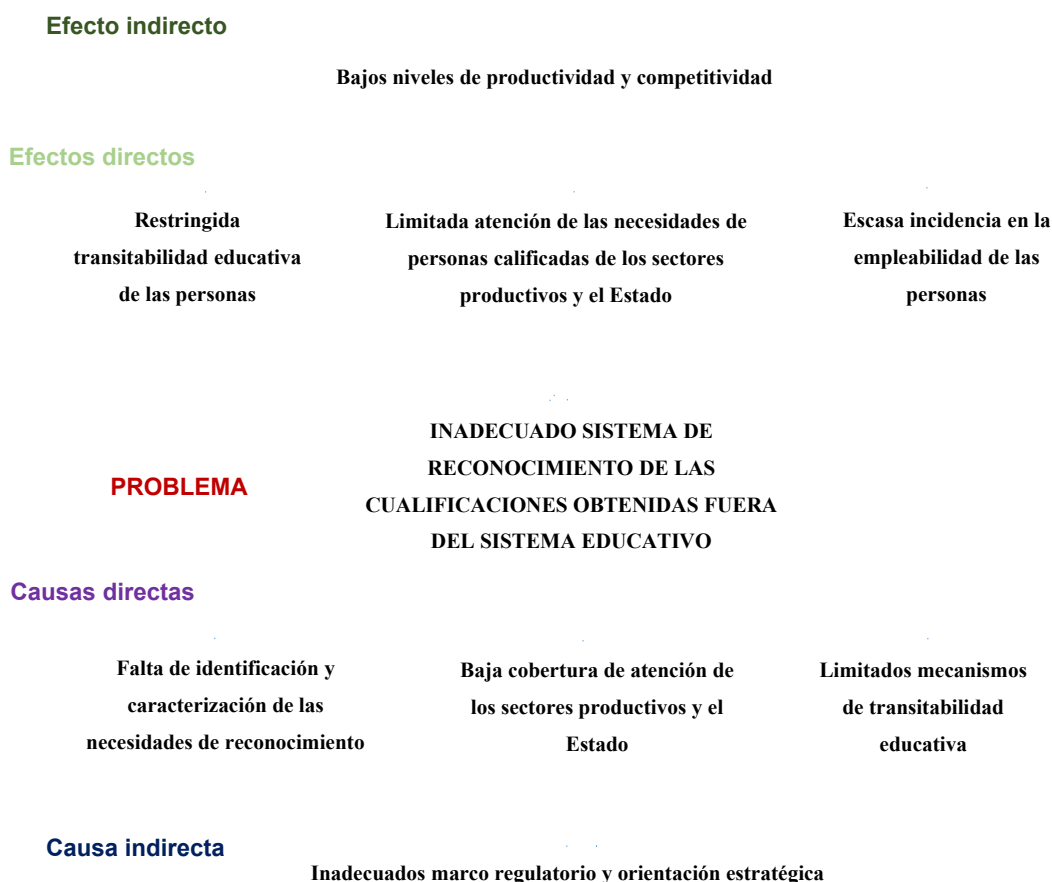 Efecto indirecto
Bajos niveles de productividad y competitividad
Efectos directos
Restringida
transitabilidad educativa
de las personas
Limitada atención de las necesidades de
personas calificadas de los sectores
productivos y el Estado
Escasa incidencia en la
empleabilidad de las
personas
PROBLEMA
INADECUADO SISTEMA DE
RECONOCIMIENTO DE LAS
CUALIFICACIONES OBTENIDAS FUERA
DEL SISTEMA EDUCATIVO
Causas directas
Falta de identificación y
caracterización de las
necesidades de reconocimiento
Baja cobertura de atención de
los sectores productivos y el
Estado
Limitados mecanismos
de transitabilidad
educativa
Causa indirecta
Inadecuados marco regulatorio y orientación estratégica